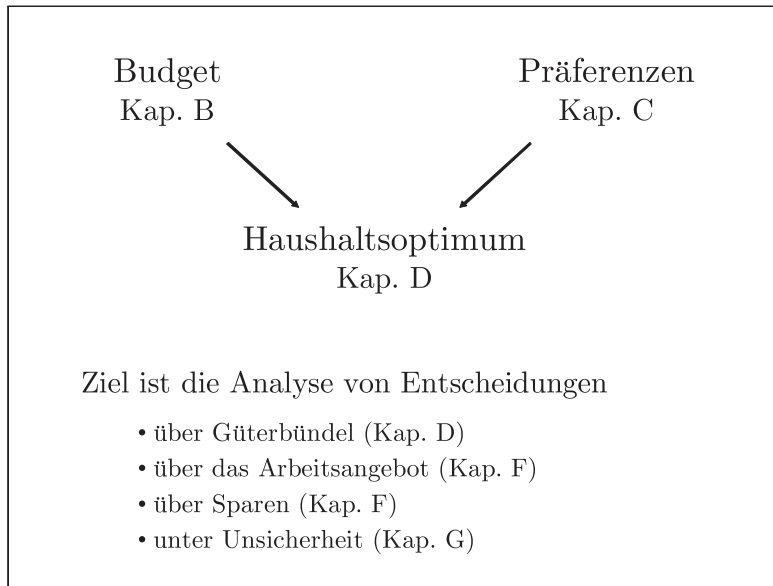 Budget
Kap. B
Präferenzen
Kap. C
Haushaltsoptimum
Kap. D
Ziel ist die Analyse von Entscheidungen
• über Güterbündel (Kap. D)
• über das Arbeitsangebot (Kap. F)
• über Sparen (Kap. F)
• unter Unsicherheit (Kap. G)